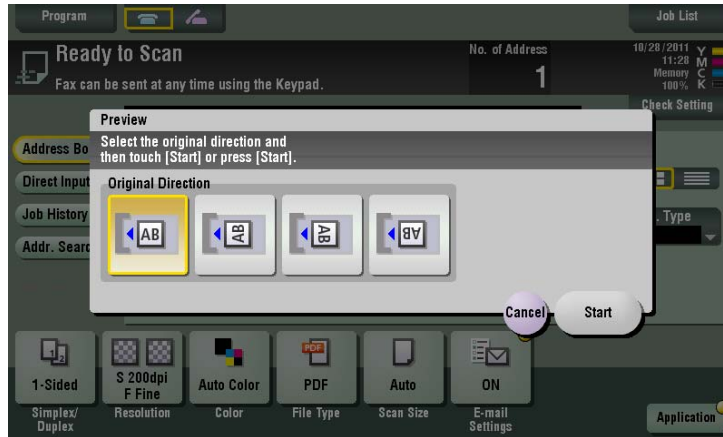 Program
Job List
Ready to Scan
No. of Address
10/28/2011
11:28
Memory
100%
Y
M
C
K
Fax can be sent at any time using the Keypad.
1
Check Setting
Preview
Select the original direction and
then touch [Start] or press [Start].
Address Bo
Direct Input
Job History
Addr. Searc
. Type
Original Direction
AB
AB
AB
AB
Cancel
Start
1-Sided
S 200dpi
F Fine
Auto Color
PDF
PDF
Auto
ON
Simplex/
Duplex
Resolution
Color
File Type
Scan Size
E-mail
Settings
Application